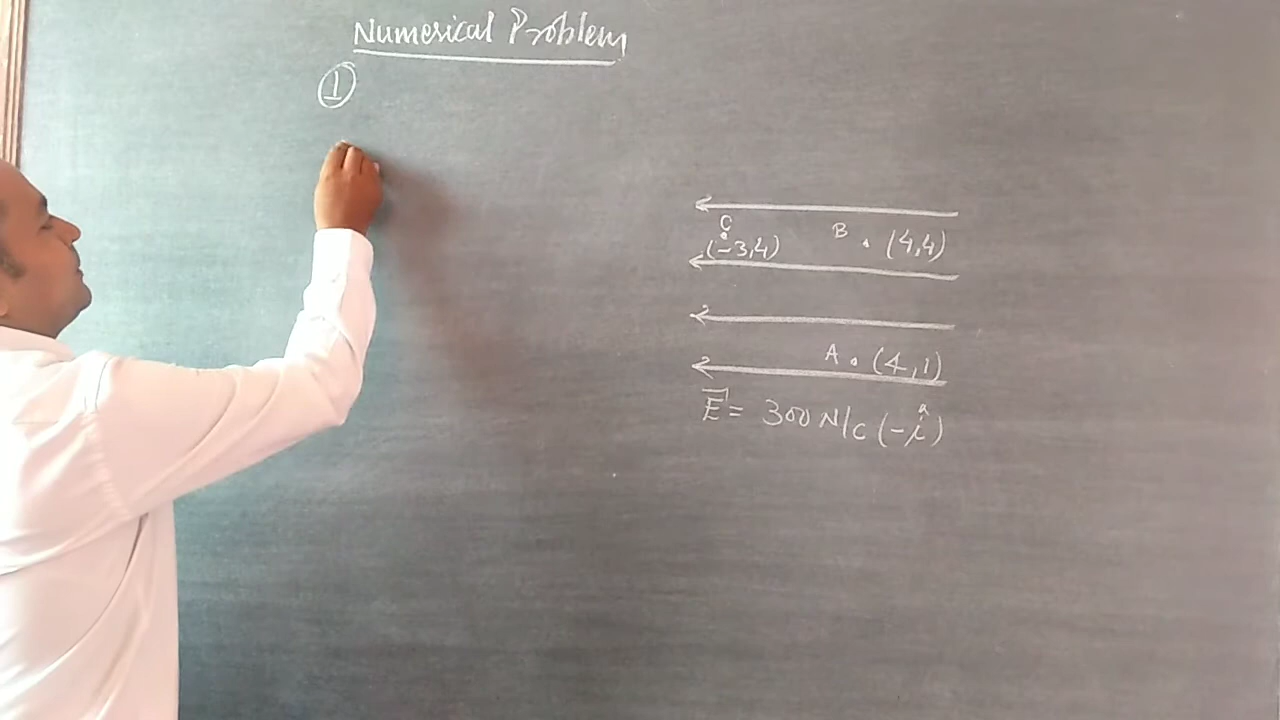 Numerical Problem
①
C
(-3,4)
B . (4,4)
A . (4,1)
E⃗ = 300 N/C (-î)